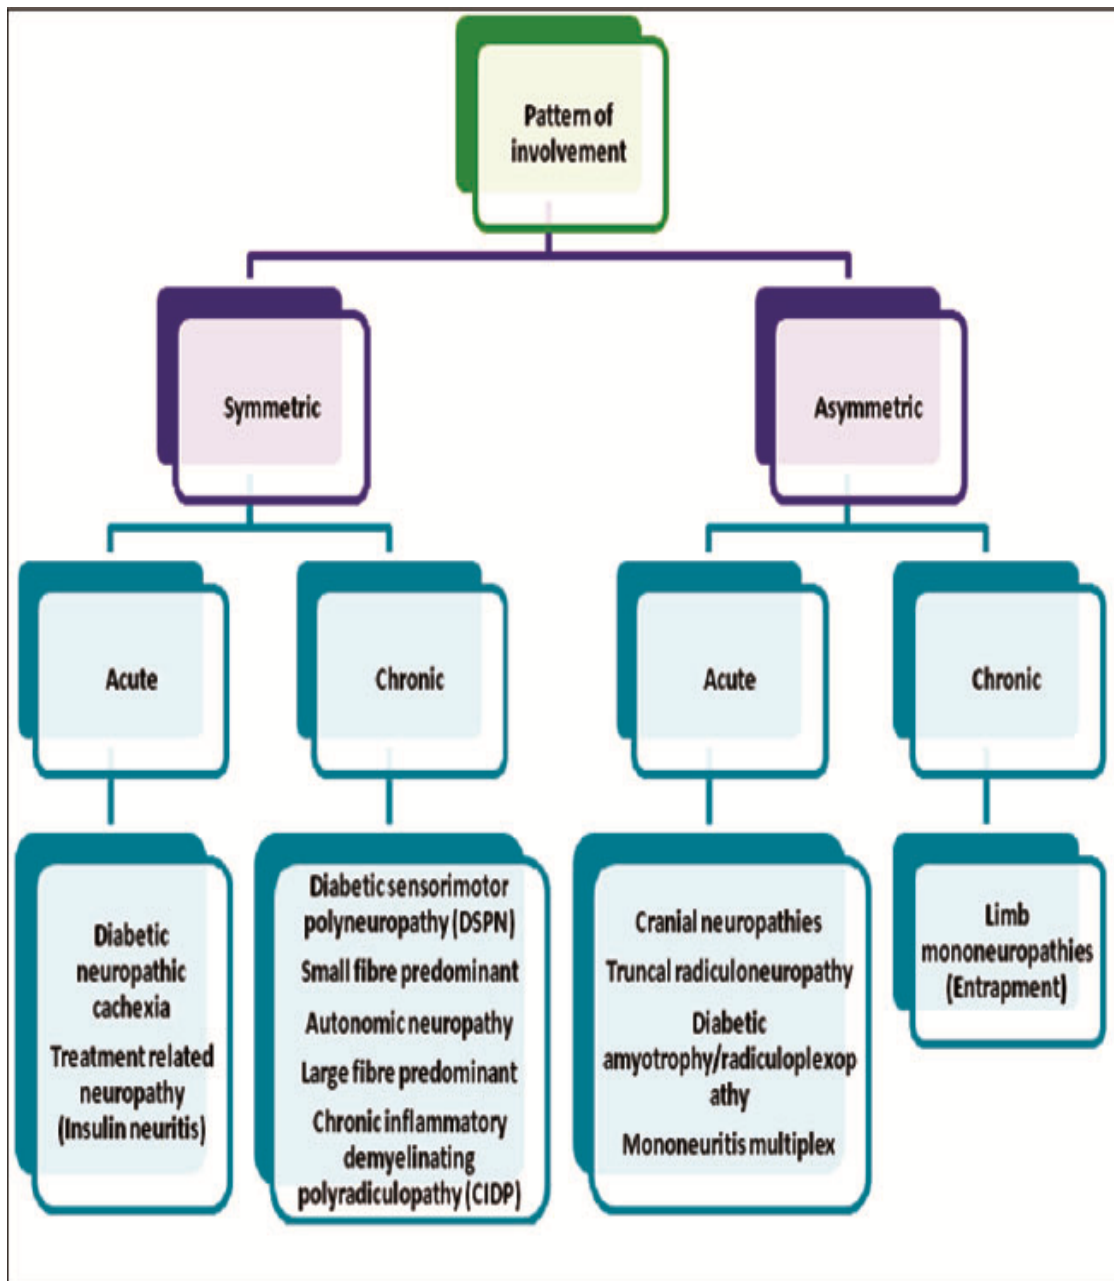 Pattern of
involvement
Symmetric
Asymmetric
Acute
Chronic
Acute
Chronic
Diabetic
neuropathic
cachexia
Treatment related
neuropathy
(Insulin neuritis)
Diabetic sensorimotor
polyneuropathy (DSPN)
Small fibre predominant
Autonomic neuropathy
Large fibre predominant
Chronic inflammatory
demyelinating
polyradiculopathy (CIDP)
Cranial neuropathies
Truncal radiculoneuropathy
Diabetic
amyotrophy/radiculoplexop
athy
Mononeuritis multiplex
Limb
mononeuropathies
(Entrapment)